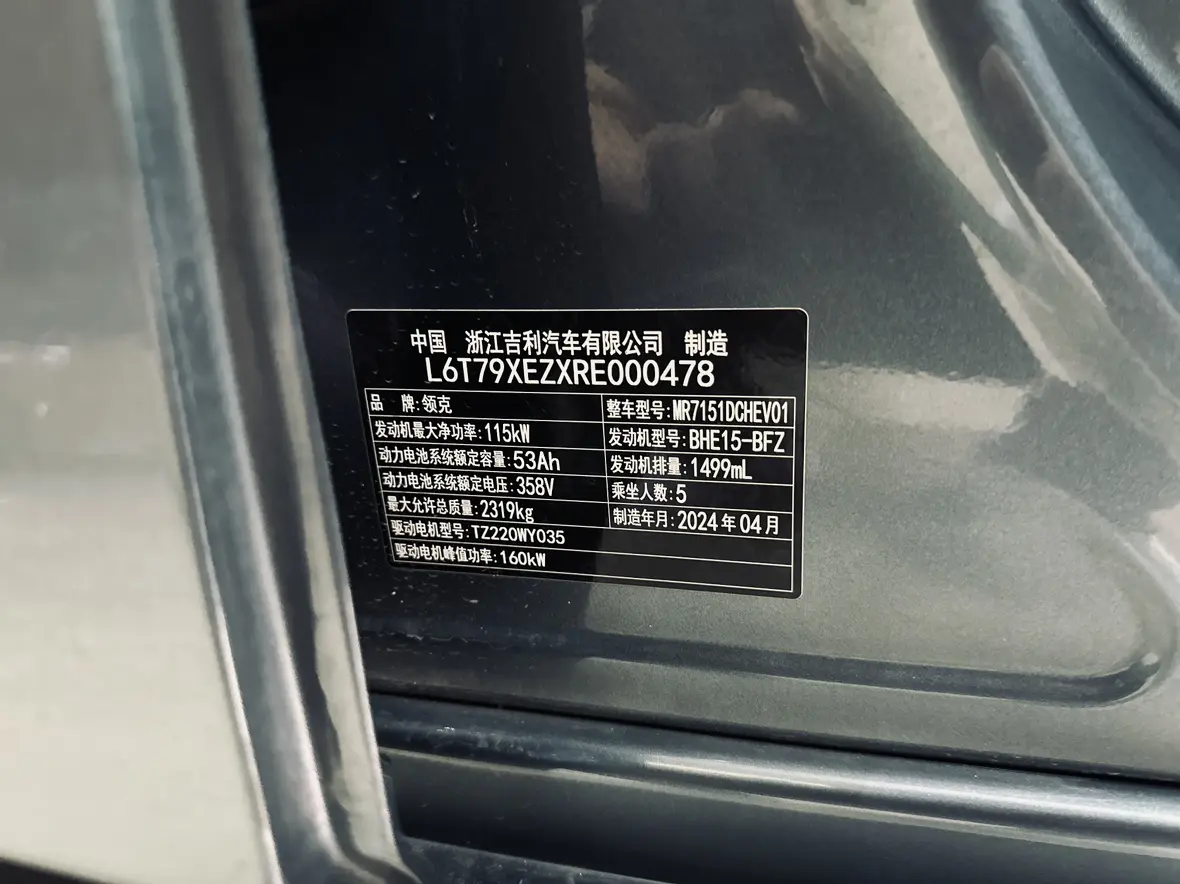 中国 浙江吉利汽车有限公司 制造
L6T79XEZXRE000478
品 牌:领克 整车型号:MR7151DCHEV01
发动机最大净功率:115kW 发动机型号:BHE15-BFZ
动力电池系统额定容量:53Ah 发动机排量:1499mL
动力电池系统额定电压:358V 乘坐人数:5
最大允许总质量:2319kg 制造年月:2024年04月
驱动电机型号:TZ220WY035
驱动电机峰值功率:160kW